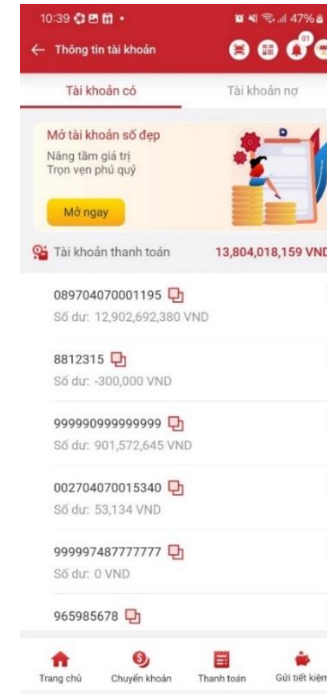 10:39
47%
Thông tin tài khoản
01
Tài khoản có
Tài khoản nợ
Mở tài khoản số đẹp
Nâng tầm giá trị
Trọn vẹn phú quý
Mở ngay
Tài khoản thanh toán 13,804,018,159 VND
089704070001195
Số dư: 12,902,692,380 VND
8812315
Số dư: -300,000 VND
999990999999999
Số dư: 901,572,645 VND
002704070015340
Số dư: 53,134 VND
999997487777777
Số dư: 0 VND
965985678
Trang chủ
Chuyển khoản
Thanh toán
Gửi tiết kiệm